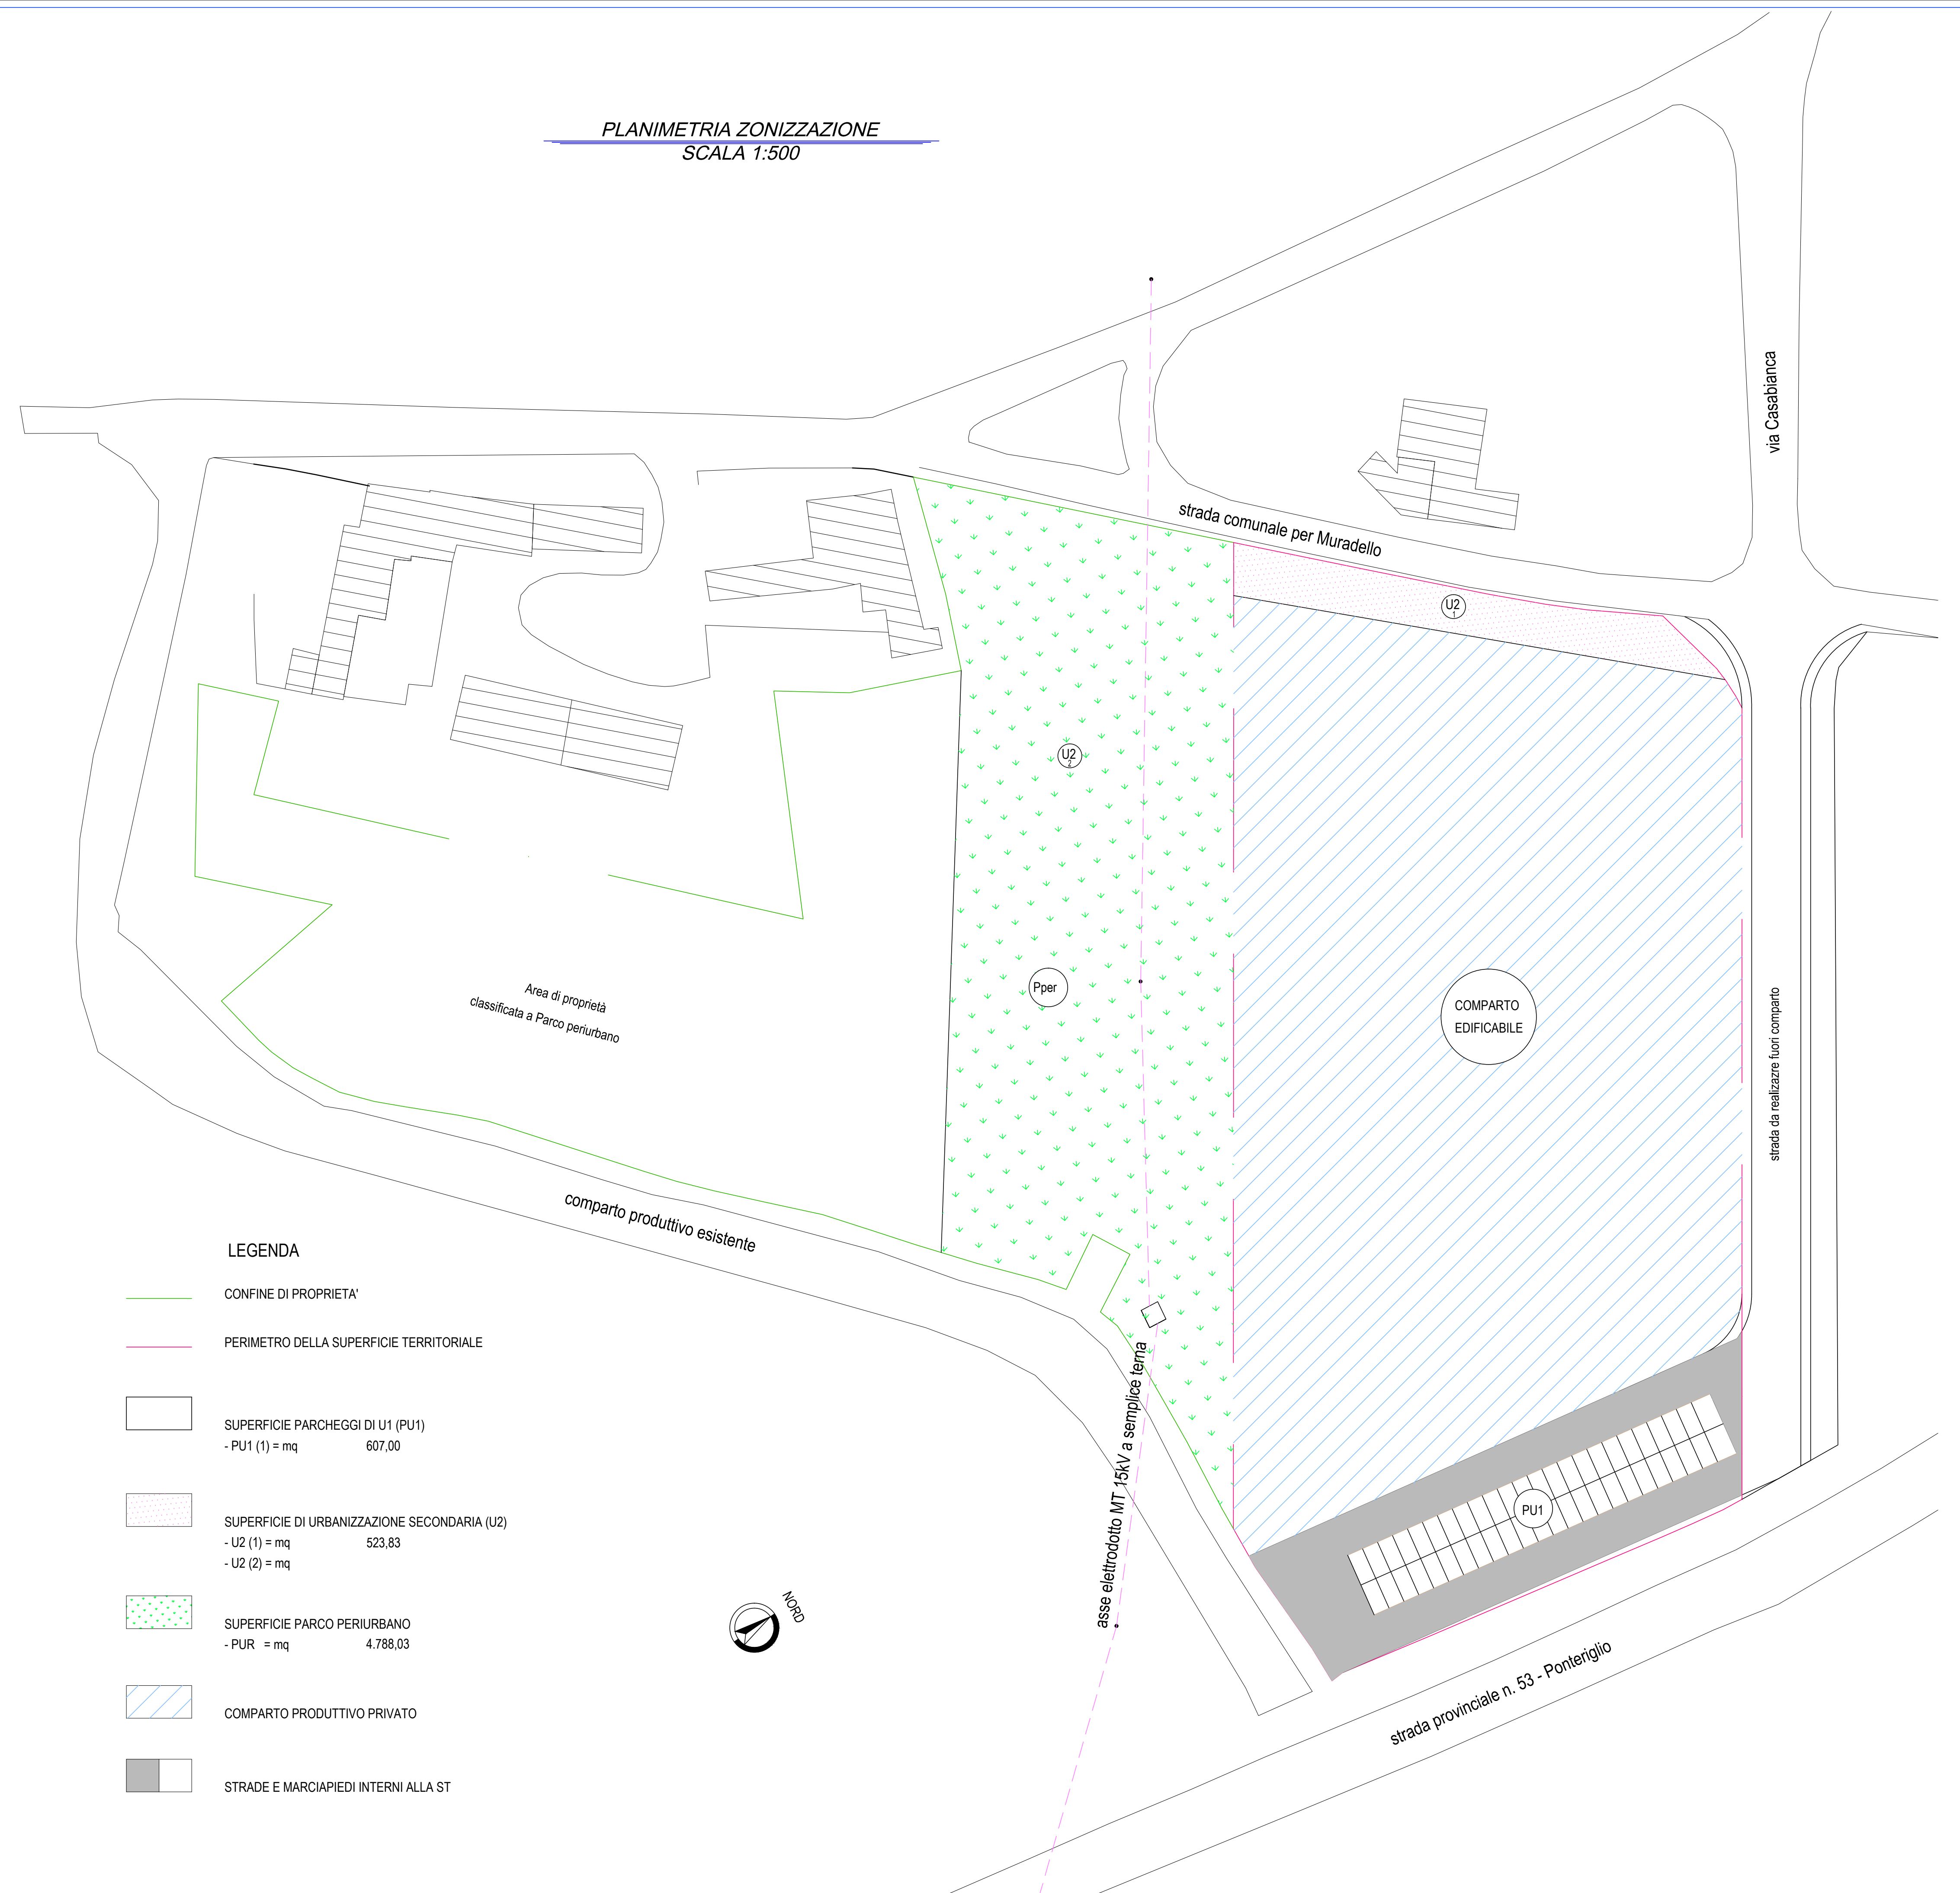 PLANIMETRIA ZONIZZAZIONE
SCALA 1:500
via Casabianca
strada comunale per Muradello
U2
1
U2
2
Pper
COMPARTO
EDIFICABILE
strada da realizazre fuori comparto
Area di proprietà
classificata a Parco periurbano
comparto produttivo esistente
asse elettrodotto MT 15kV a semplice terna
PU1
strada provinciale n. 53 - Ponteriglio
NORD
LEGENDA
CONFINE DI PROPRIETA'
PERIMETRO DELLA SUPERFICIE TERRITORIALE
SUPERFICIE PARCHEGGI DI U1 (PU1)
- PU1 (1) = mq 607,00
SUPERFICIE DI URBANIZZAZIONE SECONDARIA (U2)
- U2 (1) = mq 523,83
- U2 (2) = mq
SUPERFICIE PARCO PERIURBANO
- PUR = mq 4.788,03
COMPARTO PRODUTTIVO PRIVATO
STRADE E MARCIAPIEDI INTERNI ALLA ST